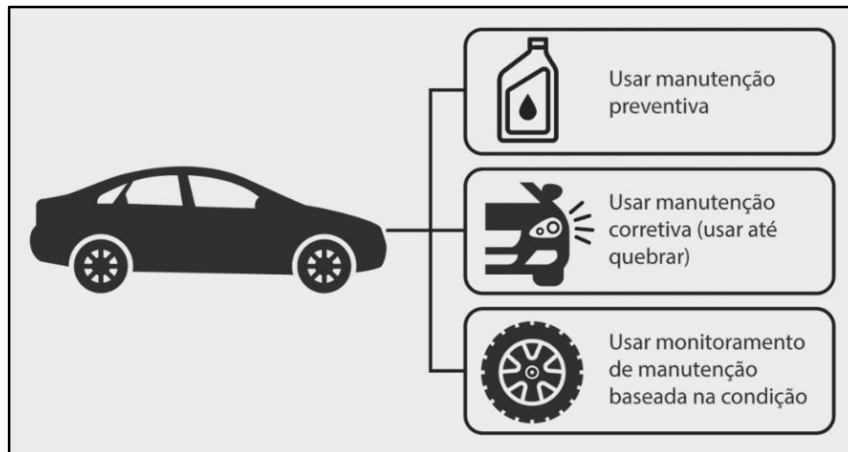 Usar manutenção
preventiva
Usar manutenção
corretiva (usar até
quebrar)
Usar monitoramento
de manutenção
baseada na condição